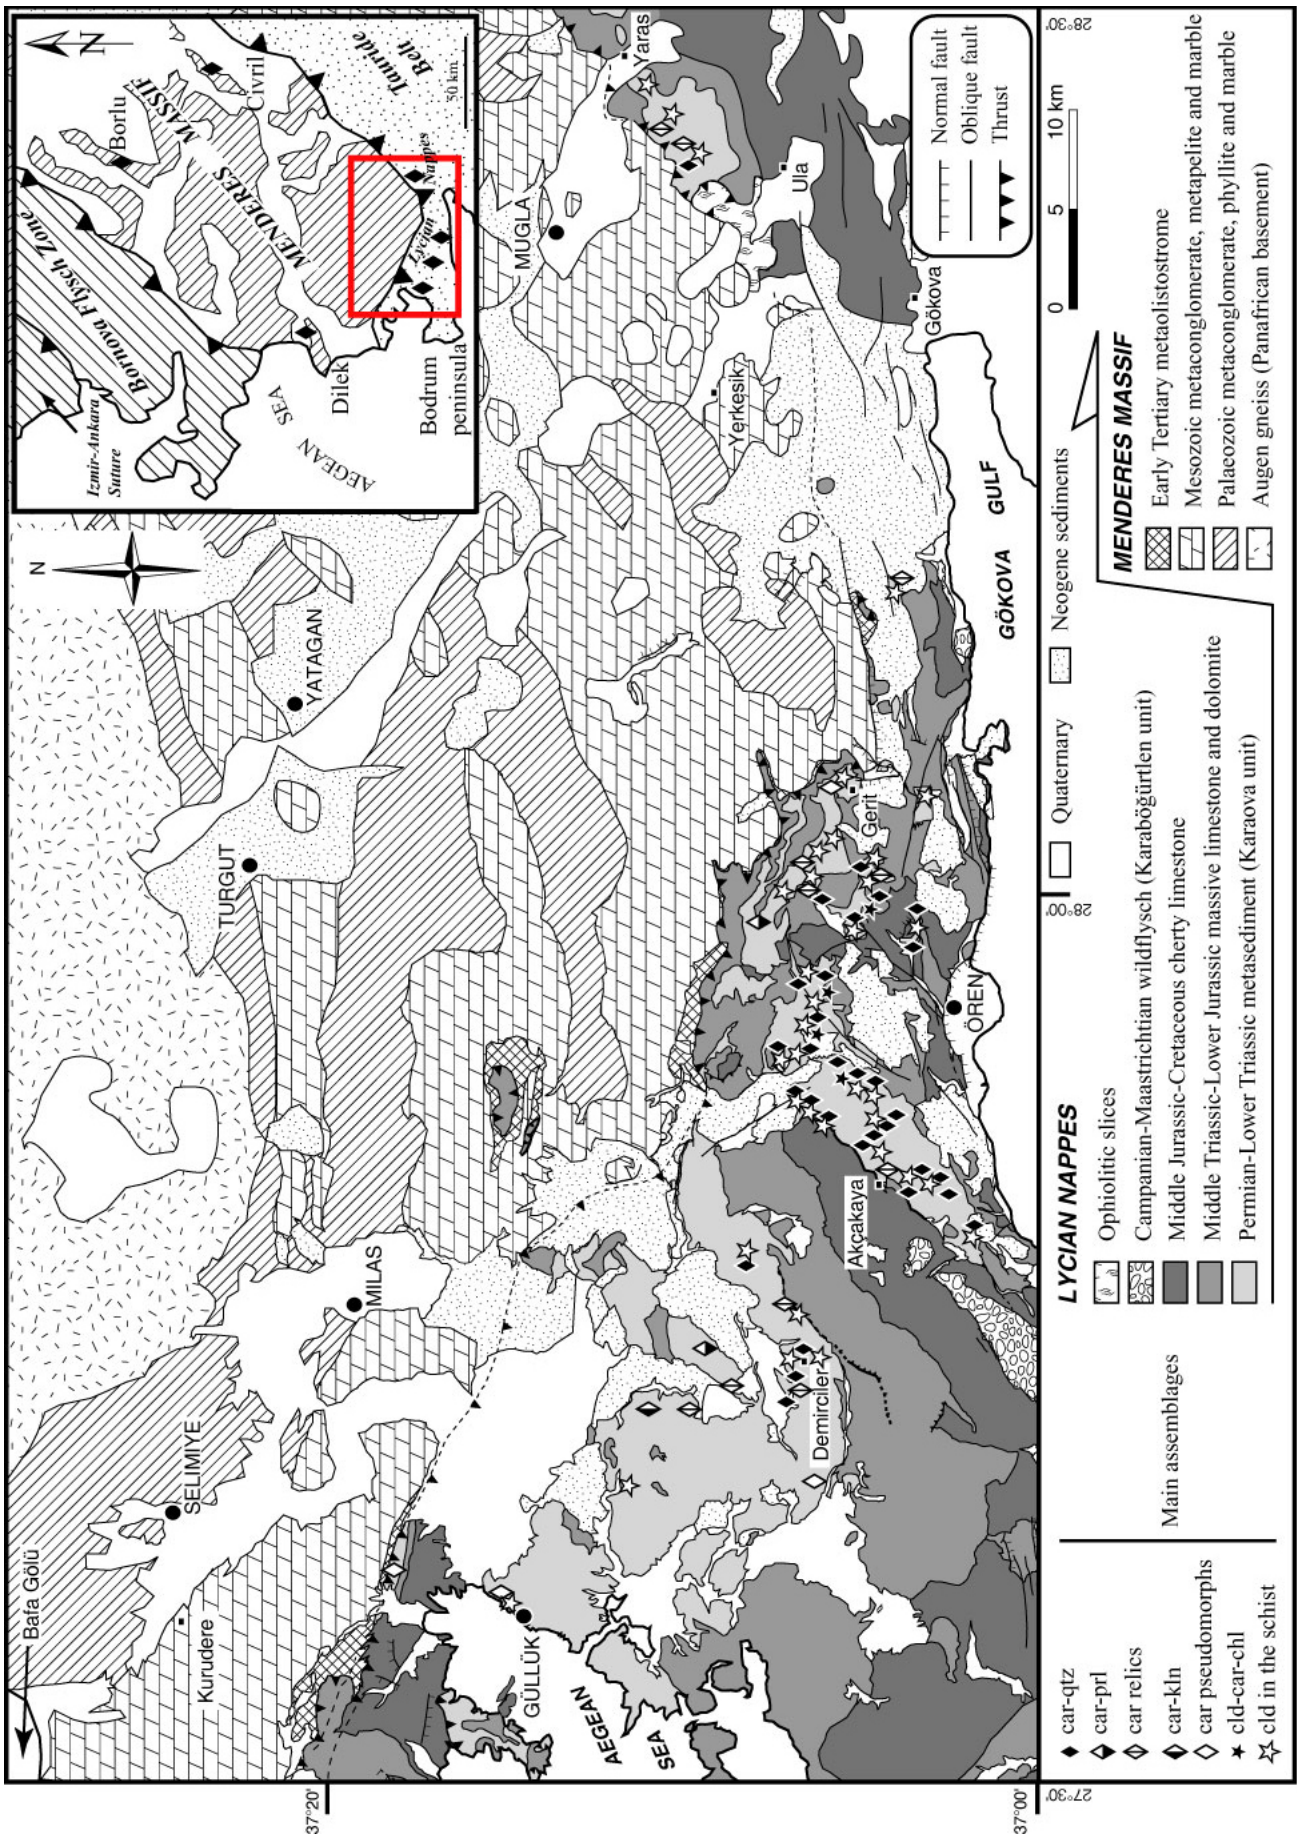 Bafa Gölü
Kurudere
SELIMIYE
MILAS
TURGUT
YATAGAN
N
GÜLLÜK
AEGEAN
SEA
Demirciler
Akçakaya
ÖREN
Gerit
GÖKOVA GULF
Yerkesik
MUGLA
Ula
Gökova
Yaras
Izmir-Ankara
Suture
Bornova Flysch Zone
MENDERES MASSIF
Borlu
Civril
N
Tauride
Belt
50 km.
Lycian Nappes
AEGEAN SEA
Dilek
Bodrum
peninsula
Normal fault
Oblique fault
Thrust
37°20'
37°00'
27°30'
28°00'
28°30'
0 5 10 km
car-qtz
car-prl
car relics
car-kln
car pseudomorphs
cld-car-chl
cld in the schist
Main assemblages
LYCIAN NAPPES
Ophiolitic slices
Campanian-Maastrichtian wildflysch (Karaböğürtlen unit)
Middle Jurassic-Cretaceous cherty limestone
Middle Triassic-Lower Jurassic massive limestone and dolomite
Permian-Lower Triassic metasediment (Karaova unit)
Quaternary
Neogene sediments
MENDERES MASSIF
Early Tertiary metaolistostrome
Mesozoic metaconglomerate, metapelite and marble
Palaeozoic metaconglomerate, phyllite and marble
Augen gneiss (Panafrican basement)